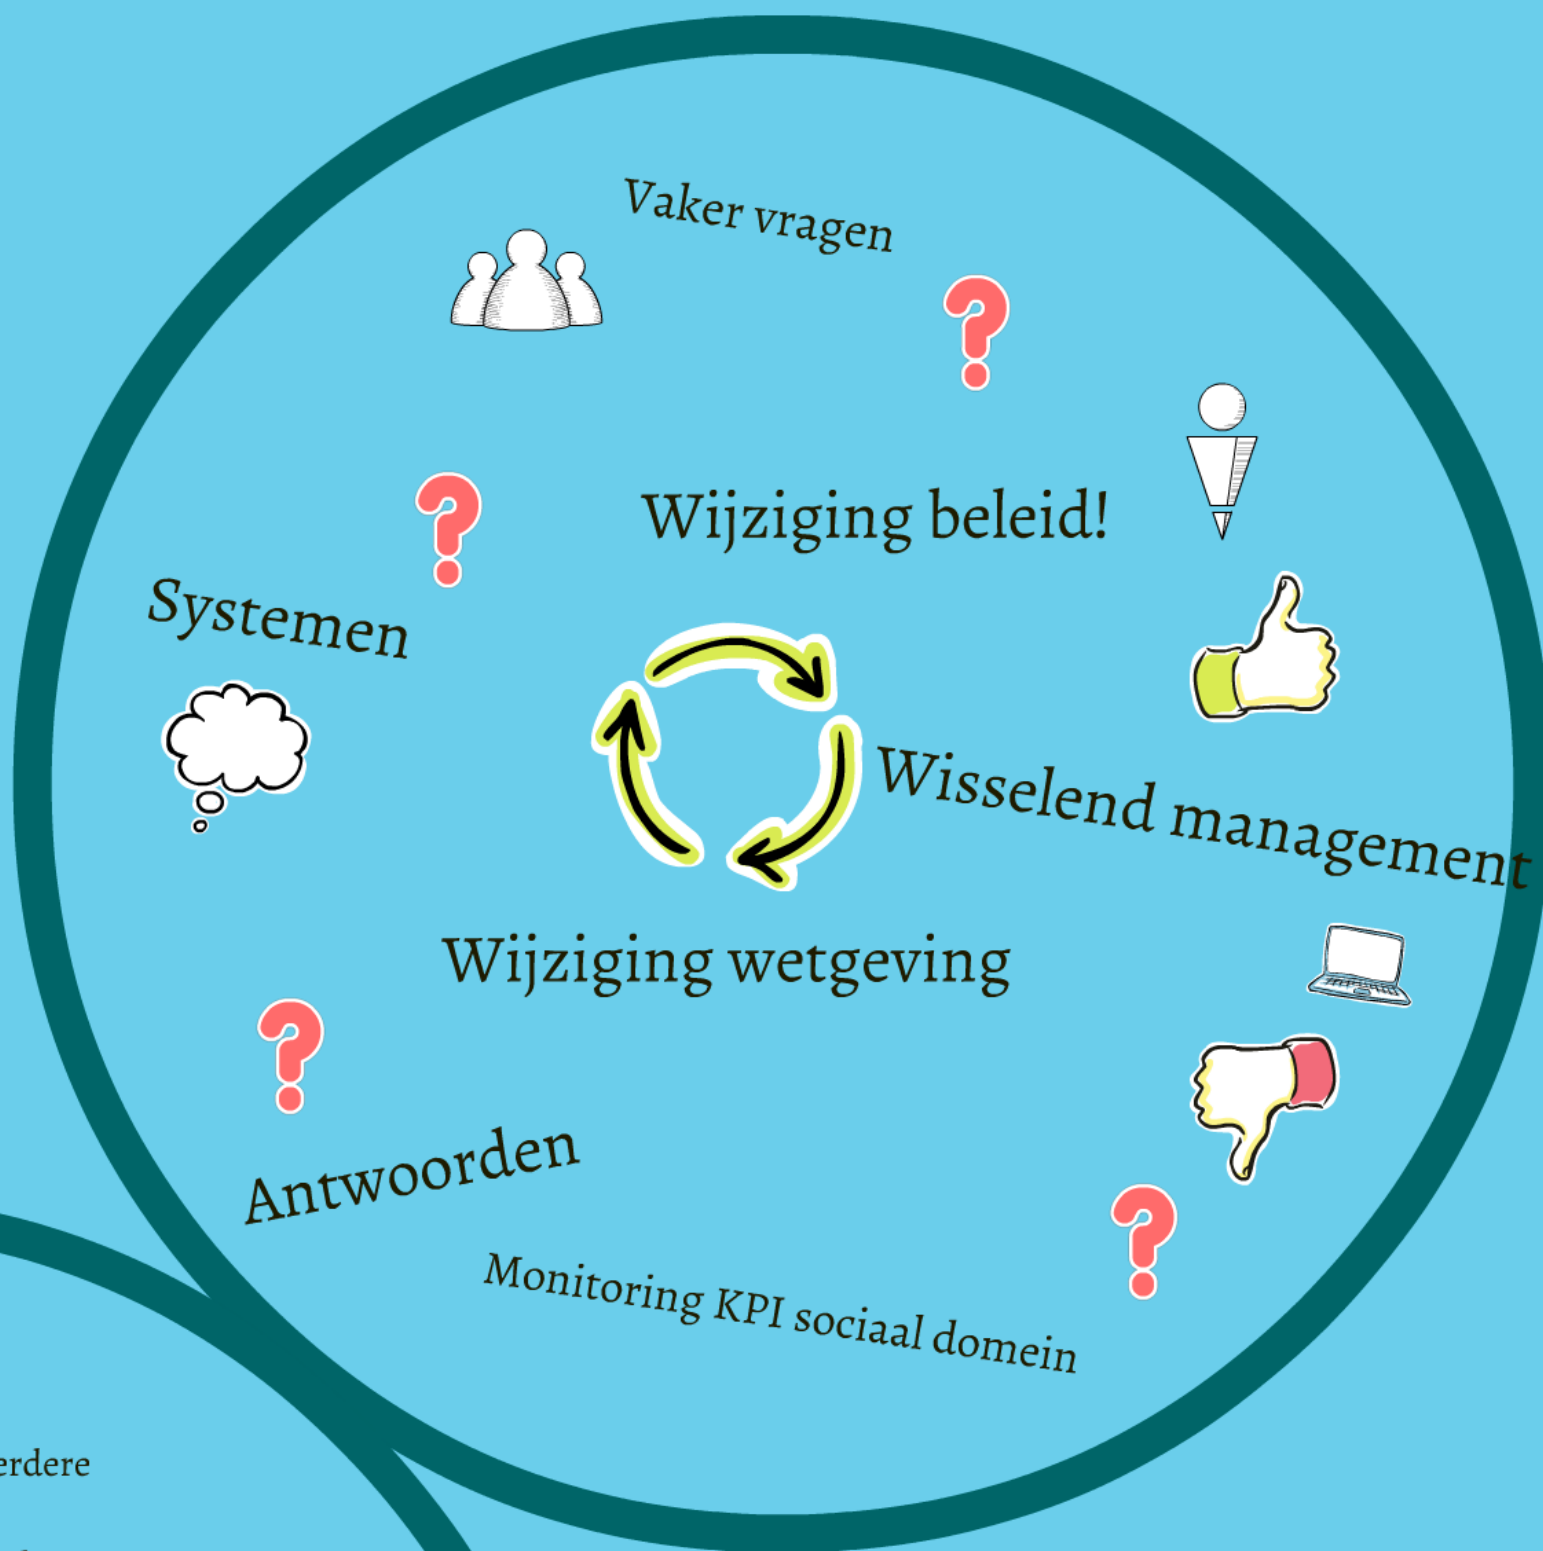 Vaker vragen
Wijziging beleid!
Systemen
Wisselend management
Wijziging wetgeving
Antwoorden
Monitoring KPI sociaal domein
erdere